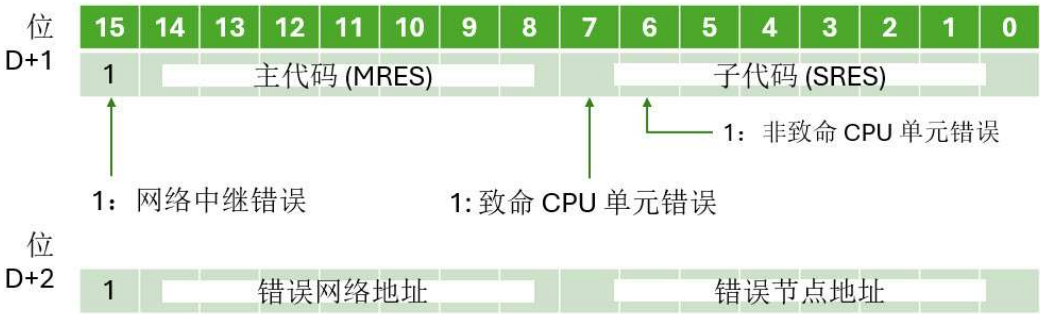 位 15 14 13 12 11 10 9 8 7 6 5 4 3 2 1 0
D+1 1 主代码 (MRES) 子代码 (SRES)
1：非致命 CPU 单元错误
1：网络中继错误 1: 致命 CPU 单元错误
位
D+2 1 错误网络地址 错误节点地址